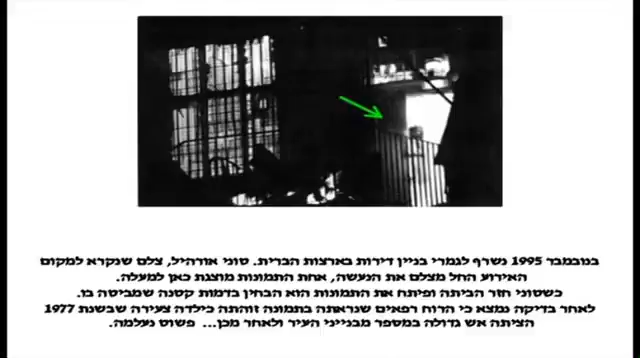 בנובמבר 1995 נשרף לגמרי בניין דירות בארצות הברית. טוני אורהיל, צלם שנקרא למקום
האירוע החל מצלם את הנעשה, אחת התמונות מוצגת כאן למעלה.
כשטוני חזר הביתה ופיתח את התמונות הוא הבחין בדמות קטנה שמביטה בו.
לאחר בדיקה נמצא כי הרוח רפאים שנראתה בתמונה זוהתה כילדה צעירה שבשנת 1977
הציתה אש גדולה במספר מבנייני העיר ולאחר מכן... פשוט נעלמה.